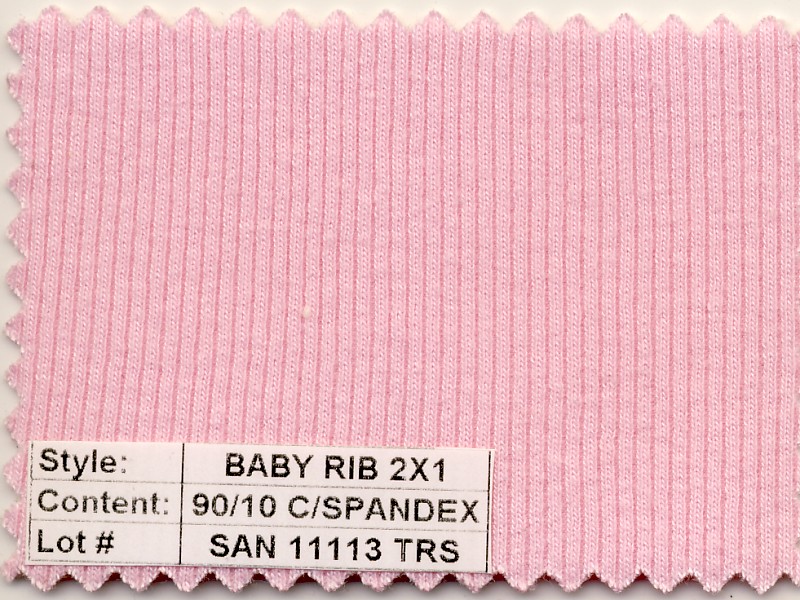 Style: BABY RIB 2X1
Content: 90/10 C/SPANDEX
Lot # SAN 11113 TRS